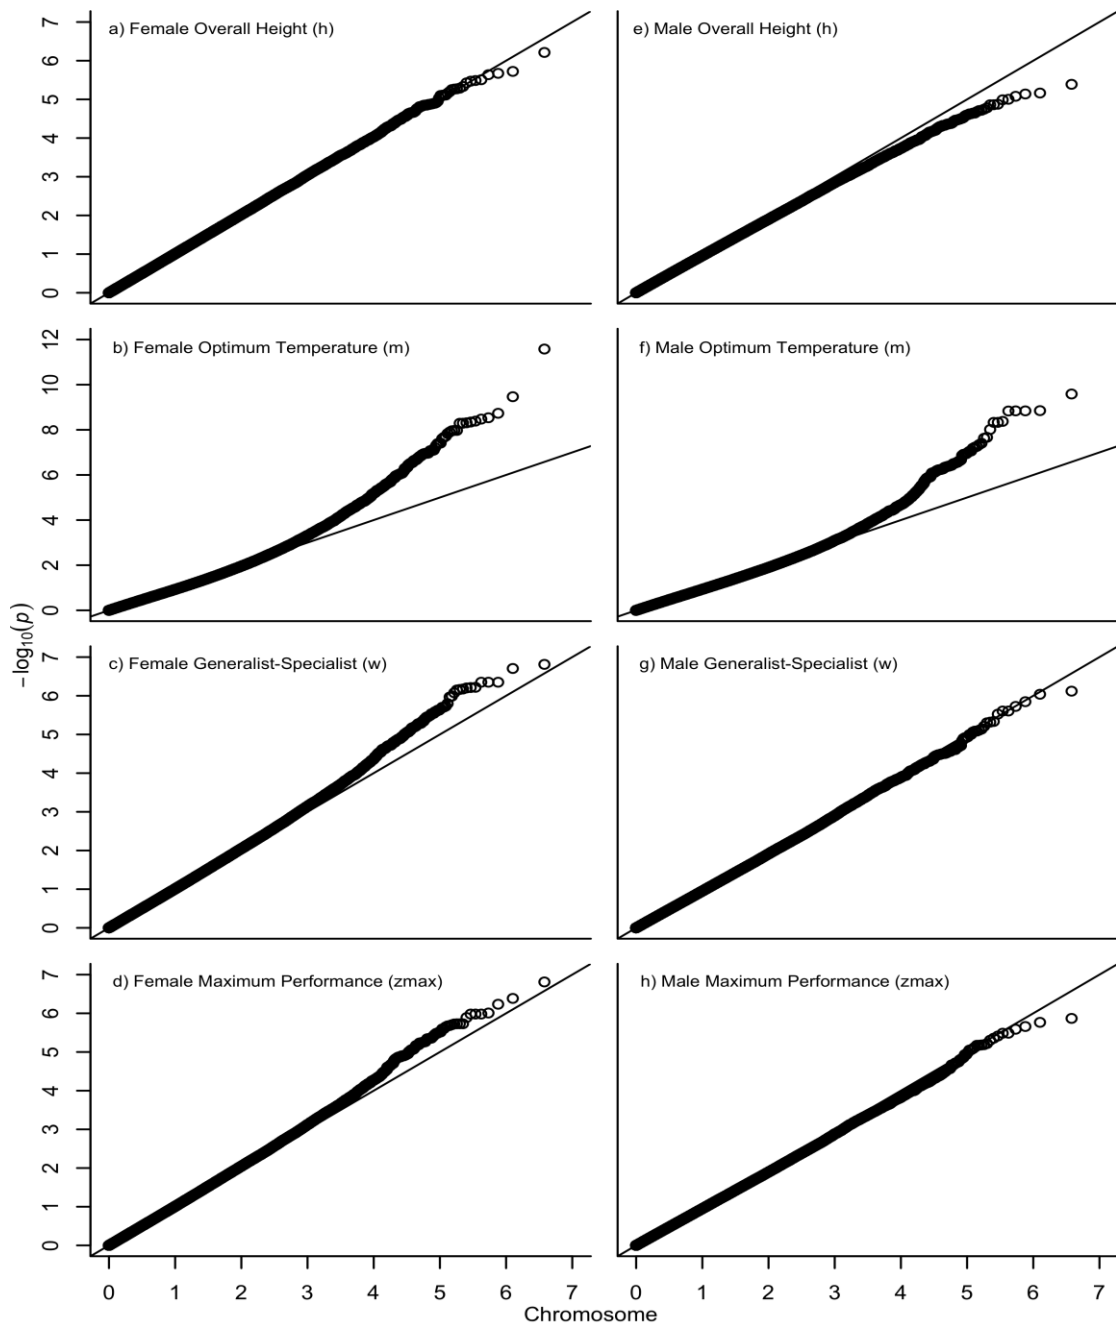 a) Female Overall Height (h)
7
6
5
4
3
2
1
0
e) Male Overall Height (h)
b) Female Optimum Temperature (m)
12
10
8
6
4
2
0
f) Male Optimum Temperature (m)
−log10(p)
c) Female Generalist-Specialist (w)
7
6
5
4
3
2
1
0
g) Male Generalist-Specialist (w)
d) Female Maximum Performance (zmax)
7
6
5
4
3
2
1
0
h) Male Maximum Performance (zmax)
0 1 2 3 4 5 6 7 0 1 2 3 4 5 6 7
Chromosome